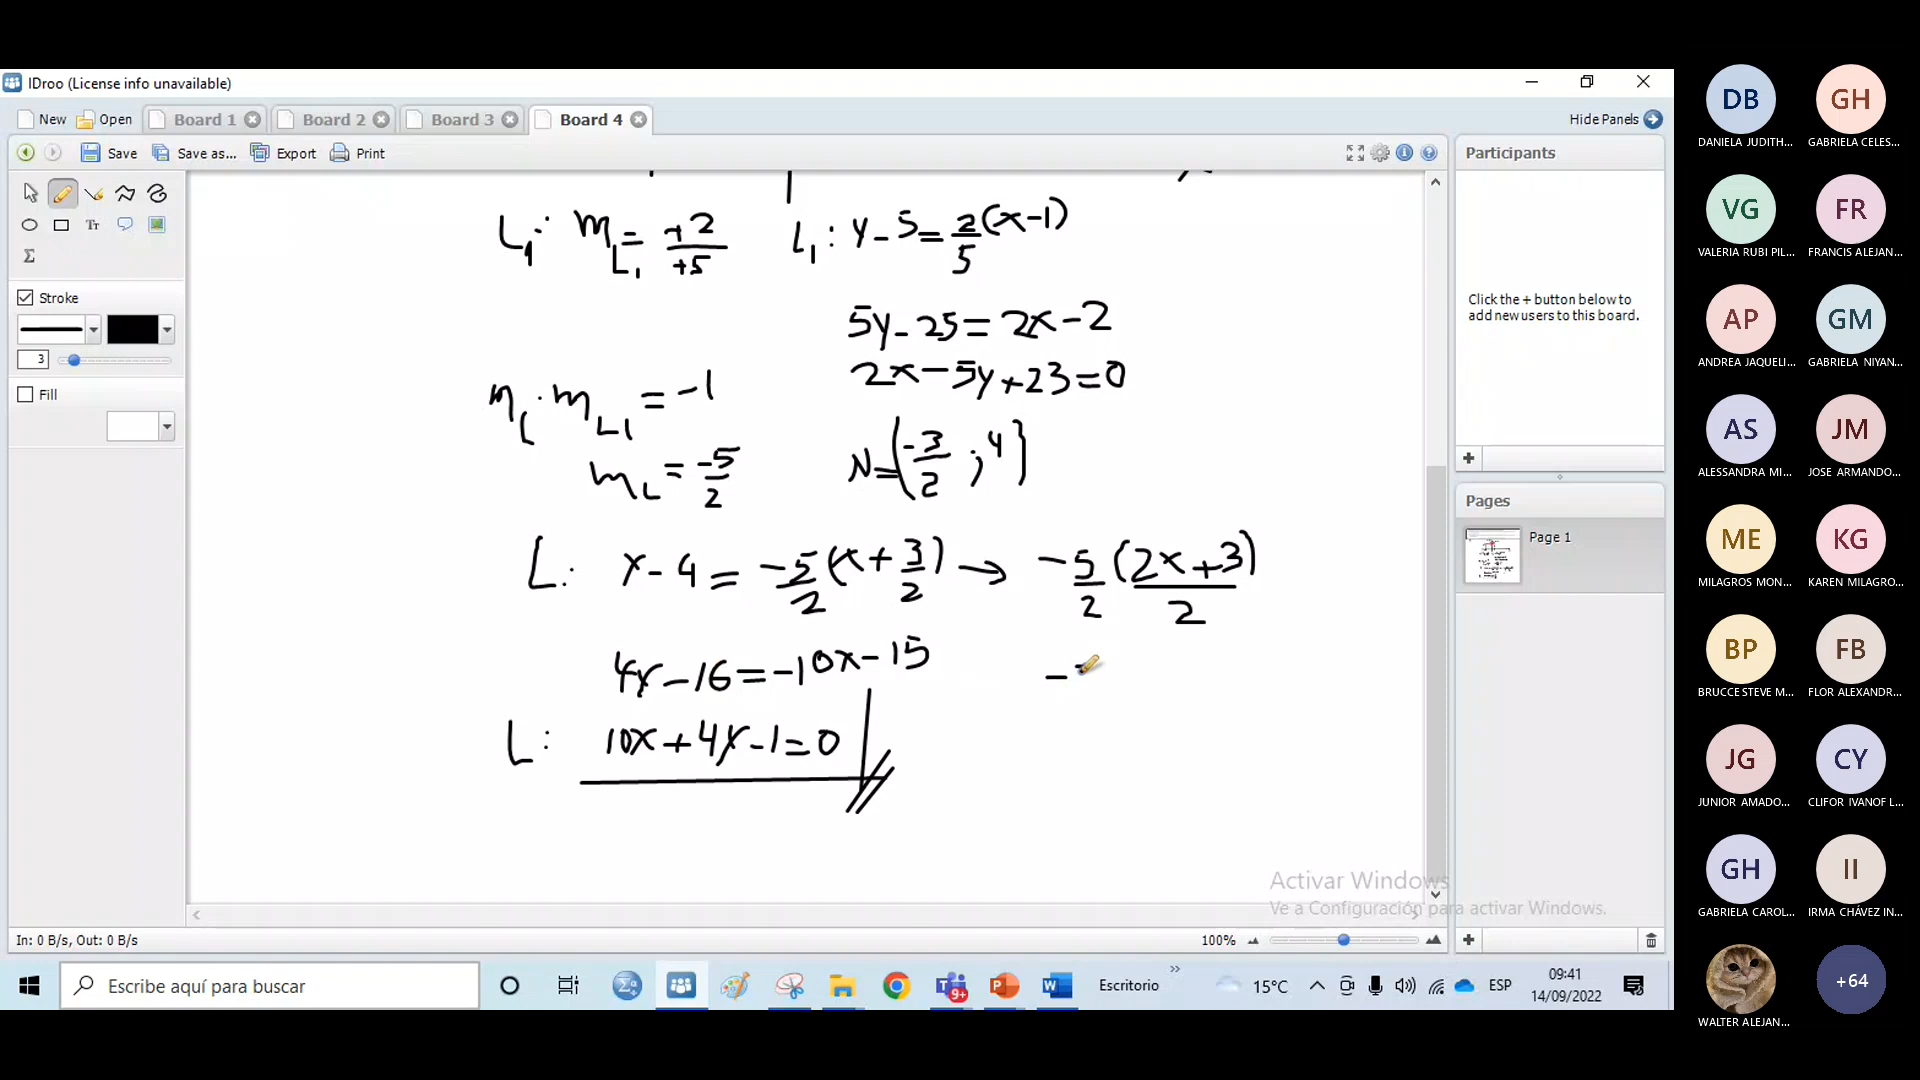 IDroo (License info unavailable)
New Open Board 1 Board 2 Board 3 Board 4 Hide Panels
Save Save as... Export Print
Participants
Click the + button below to
add new users to this board.
Pages
Page 1
Tr
Σ
Stroke
3
Fill
L₁: m_L₁ = +2/+5 L₁: y - 5 = 2/5 (x - 1)
5y - 25 = 2x - 2
2x - 5y + 23 = 0
m_L · m_L1 = -1
m_L = -5/2 N = (-3/2 ; 4)
L: y - 4 = -5/2 (x + 3/2) → -5/2 (2x + 3)/2
4y - 16 = -10x - 15
L: 10x + 4y - 1 = 0
Activar Windows
Ve a Configuración para activar Windows.
In: 0 B/s, Out: 0 B/s 100%
Escribe aquí para buscar
9+
Escritorio
15°C
ESP
09:41
14/09/2022
DB
DANIELA JUDITH...
GH
GABRIELA CELES...
VG
VALERIA RUBI PIL...
FR
FRANCIS ALEJAN...
AP
ANDREA JAQUELI...
GM
GABRIELA NIYAN...
AS
ALESSANDRA MI...
JM
JOSE ARMANDO...
ME
MILAGROS MON...
KG
KAREN MILAGRO...
BP
BRUCCE STEVE M...
FB
FLOR ALEXANDR...
JG
JUNIOR AMADO...
CY
CLIFOR IVANOF L...
GH
GABRIELA CAROL...
II
IRMA CHÁVEZ IN...
WALTER ALEJAN...
+64